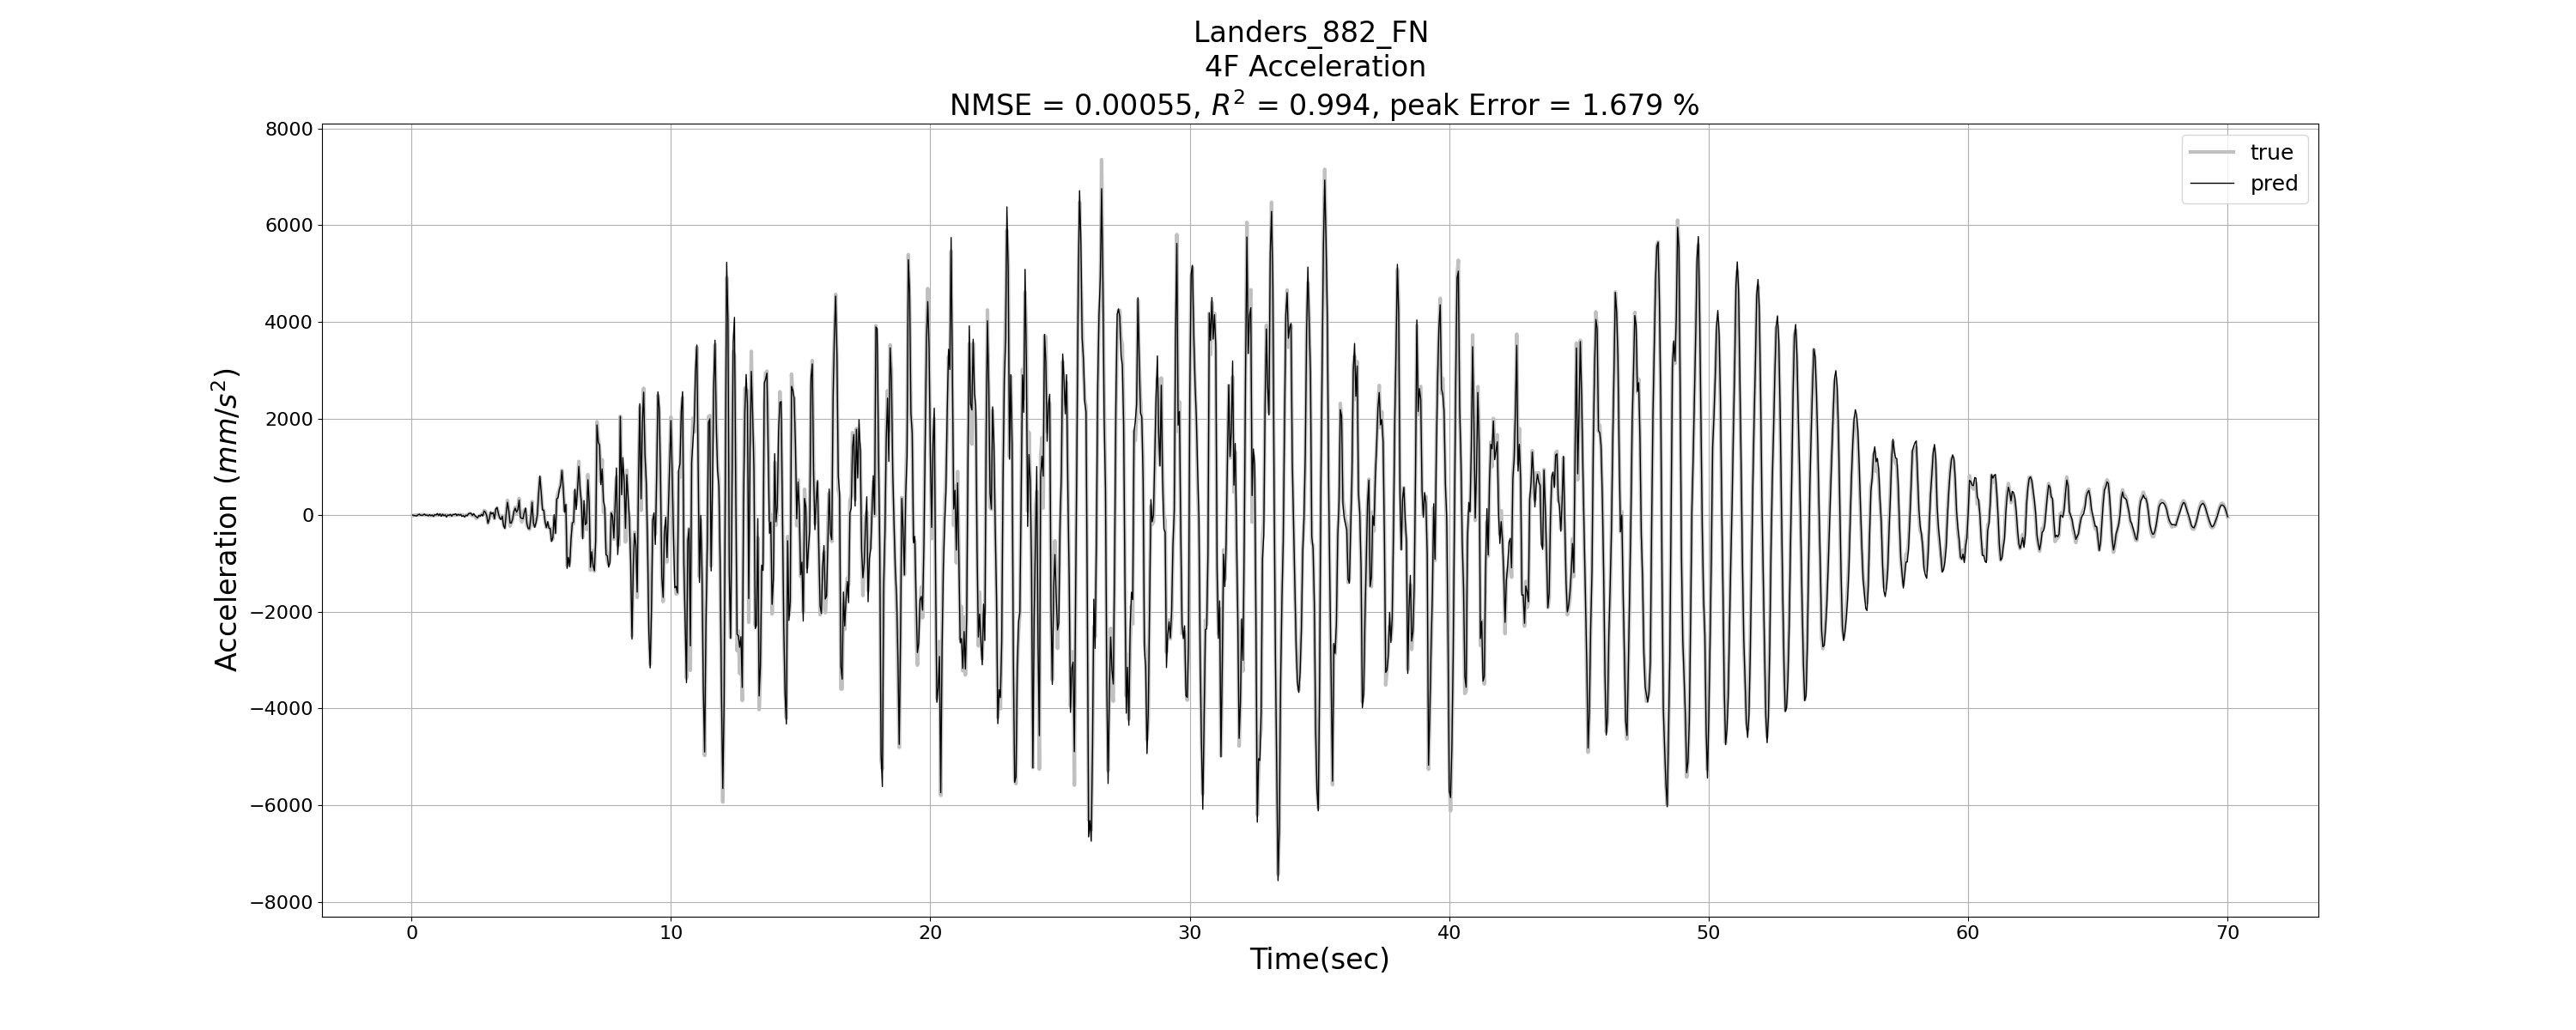 Landers_882_FN
4F Acceleration
NMSE = 0.00055, R² = 0.994, peak Error = 1.679 %
true
pred
8000
6000
4000
2000
0
−2000
−4000
−6000
−8000
Acceleration (mm/s²)
0 10 20 30 40 50 60 70
Time(sec)